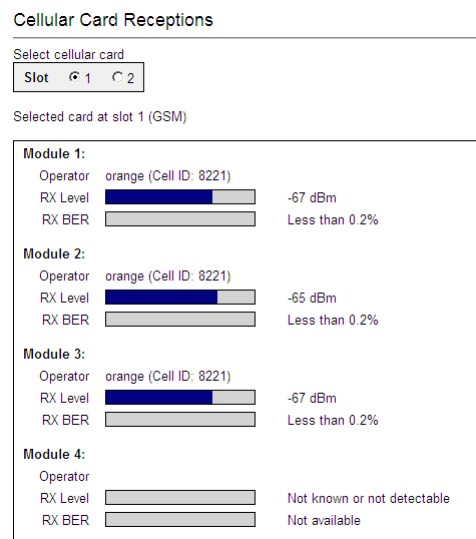 Cellular Card Receptions
Select cellular card
Slot 1 2
Selected card at slot 1 (GSM)
Module 1:
Operator orange (Cell ID: 8221)
RX Level -67 dBm
RX BER Less than 0.2%
Module 2:
Operator orange (Cell ID: 8221)
RX Level -65 dBm
RX BER Less than 0.2%
Module 3:
Operator orange (Cell ID: 8221)
RX Level -67 dBm
RX BER Less than 0.2%
Module 4:
Operator
RX Level Not known or not detectable
RX BER Not available